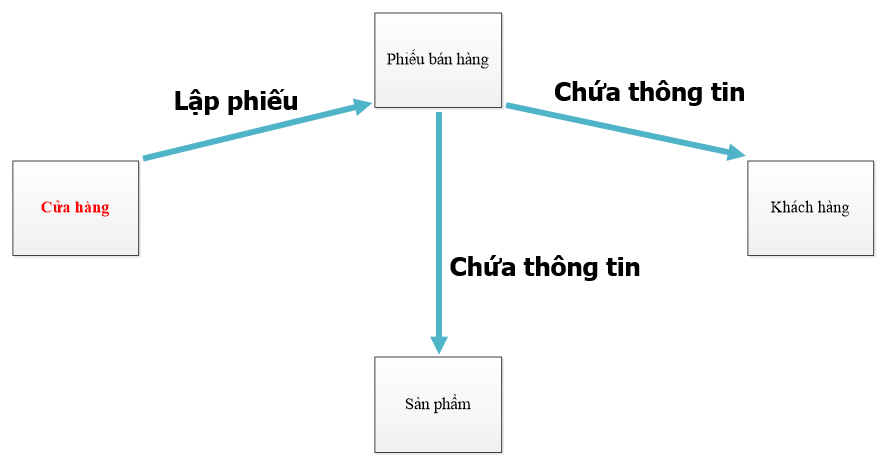 Phiếu bán hàng
Lập phiếu
Chứa thông tin
Cửa hàng
Khách hàng
Chứa thông tin
Sản phẩm